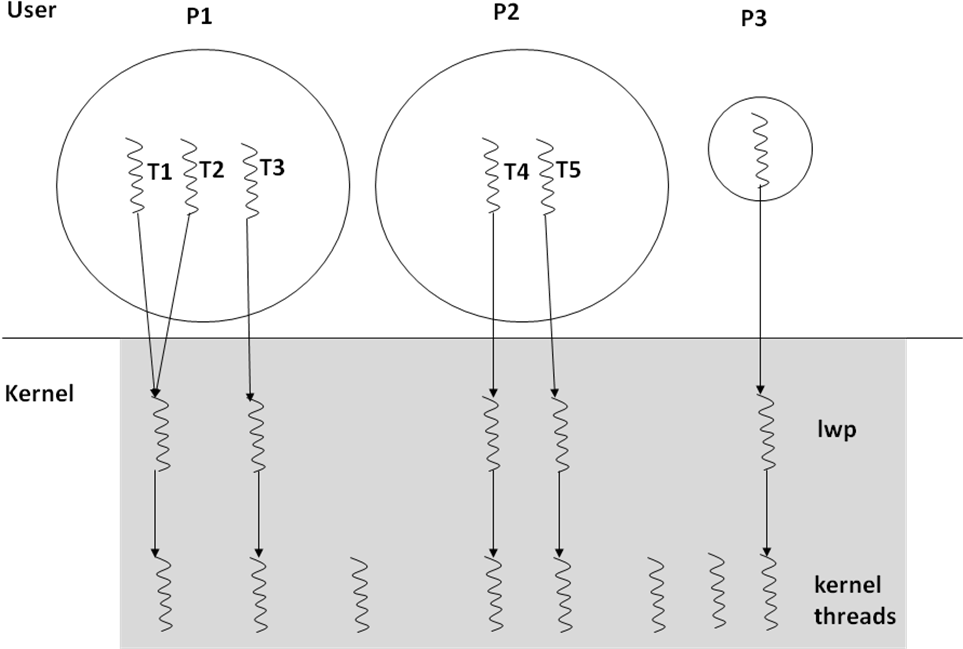 User
P1
P2
P3
T1
T2
T3
T4
T5
Kernel
lwp
kernel
threads